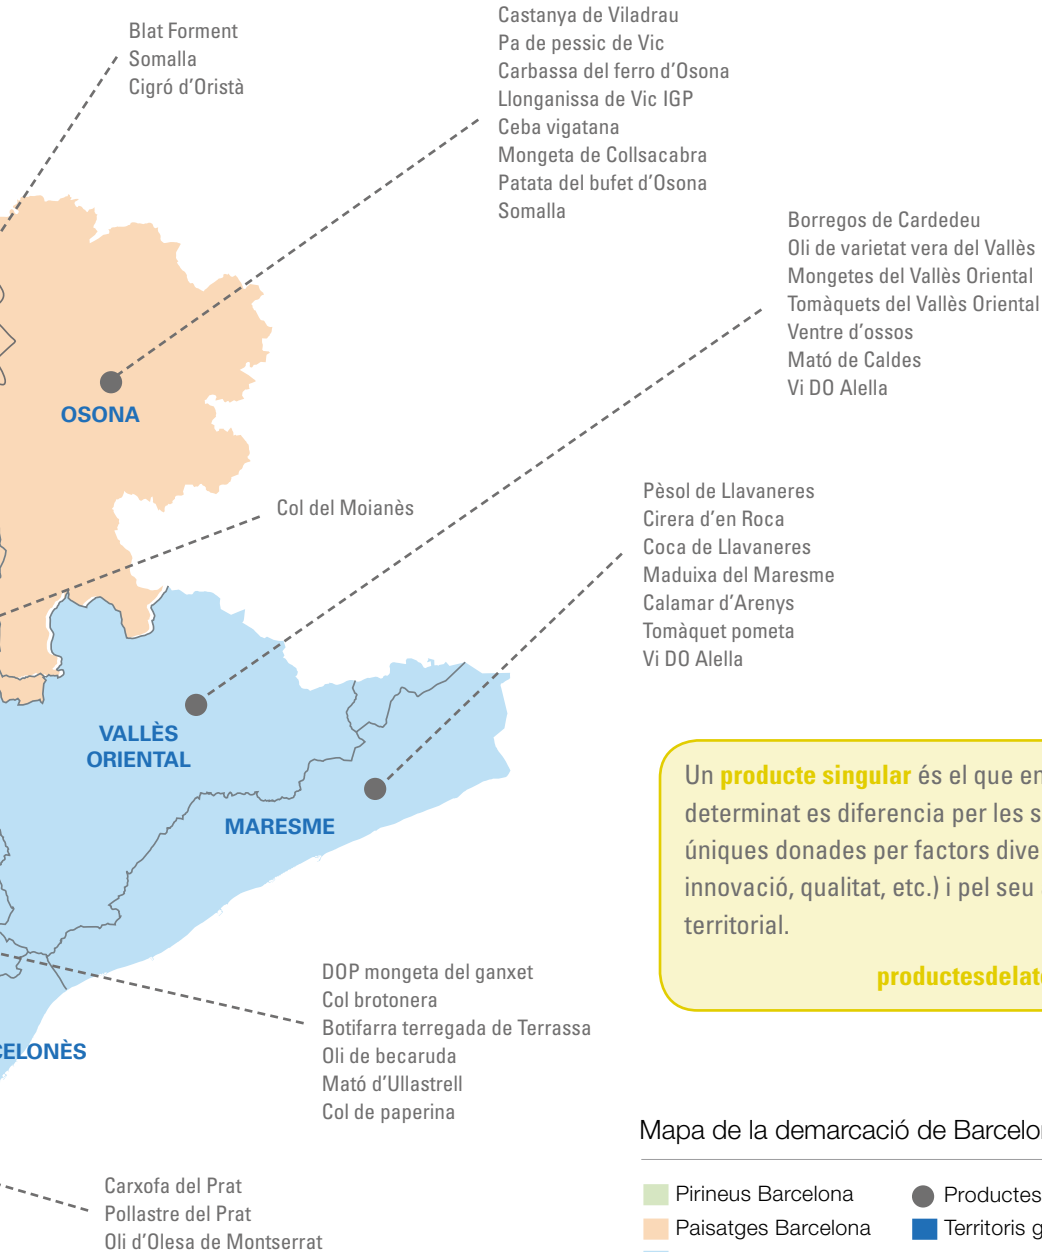 Blat Forment
Somalla
Cigró d'Oristà
Castanya de Viladrau
Pa de pessic de Vic
Carbassa del ferro d'Osona
Llonganissa de Vic IGP
Ceba vigatana
Mongeta de Collsacabra
Patata del bufet d'Osona
Somalla
Borregos de Cardedeu
Oli de varietat vera del Vallès
Mongetes del Vallès Oriental
Tomàquets del Vallès Oriental
Ventre d'ossos
Mató de Caldes
Vi DO Alella
OSONA
Col del Moianès
Pèsol de Llavaneres
Cirera d'en Roca
Coca de Llavaneres
Maduixa del Maresme
Calamar d'Arenys
Tomàquet pometa
Vi DO Alella
VALLÈS
ORIENTAL
MARESME
Un producte singular és el que en
determinat es diferencia per les s
úniques donades per factors dive
innovació, qualitat, etc.) i pel seu
territorial.
productesdelate
DOP mongeta del ganxet
Col brotonera
Botifarra terregada de Terrassa
Oli de becaruda
Mató d'Ullastrell
Col de paperina
CELONÈS
Carxofa del Prat
Pollastre del Prat
Oli d'Olesa de Montserrat
Mapa de la demarcació de Barcelon
Pirineus Barcelona
Productes
Paisatges Barcelona
Territoris g